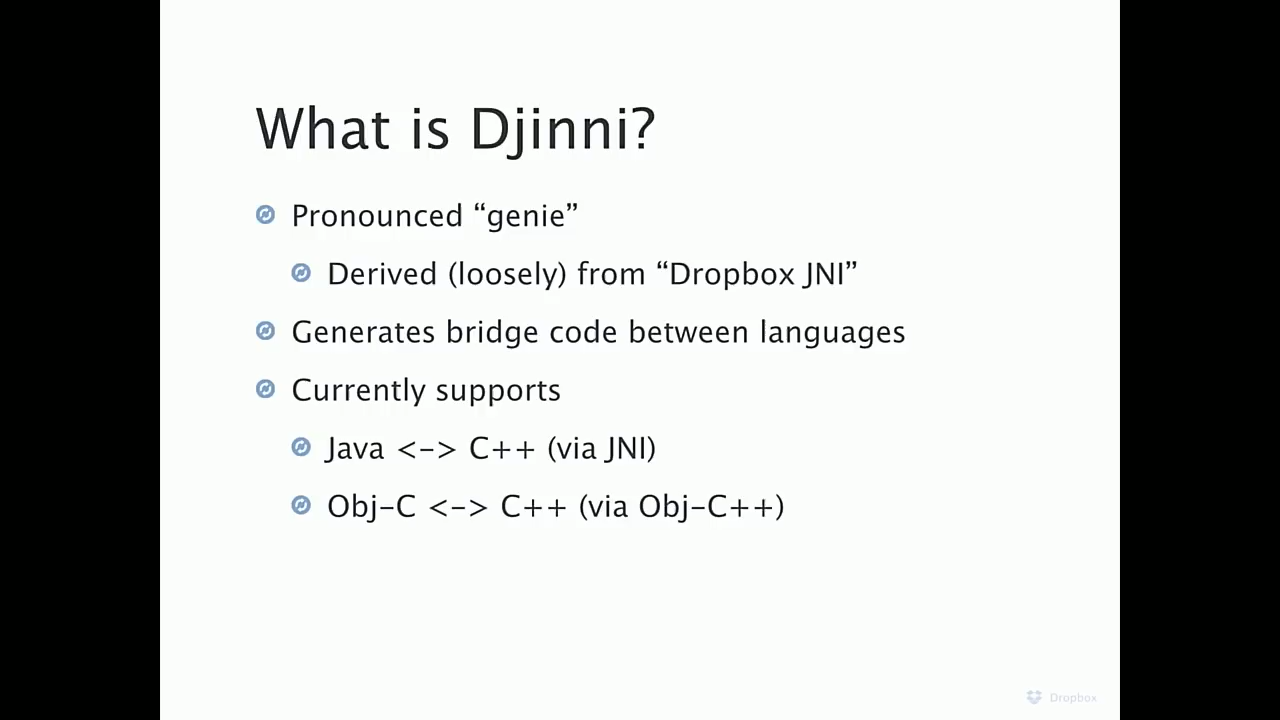 What is Djinni?
Pronounced “genie”
Derived (loosely) from “Dropbox JNI”
Generates bridge code between languages
Currently supports
Java <-> C++ (via JNI)
Obj-C <-> C++ (via Obj-C++)
Dropbox